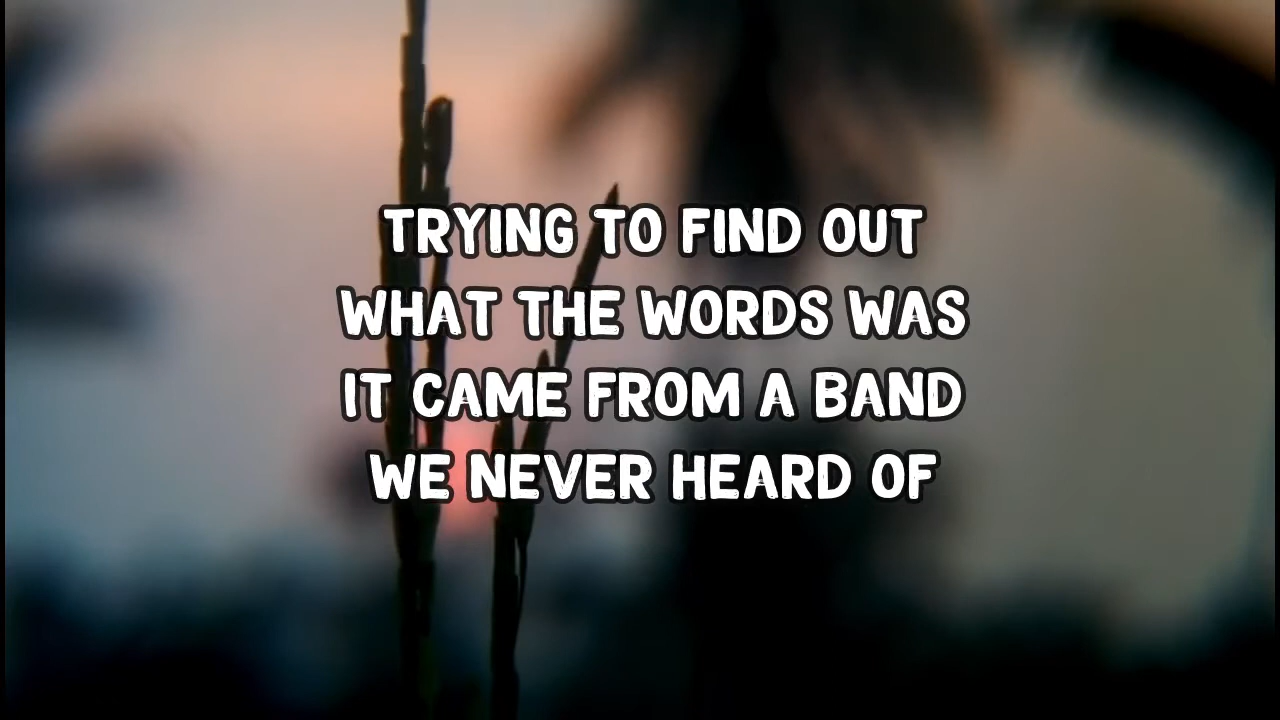 TRYING TO FIND OUT
WHAT THE WORDS WAS
IT CAME FROM A BAND
WE NEVER HEARD OF